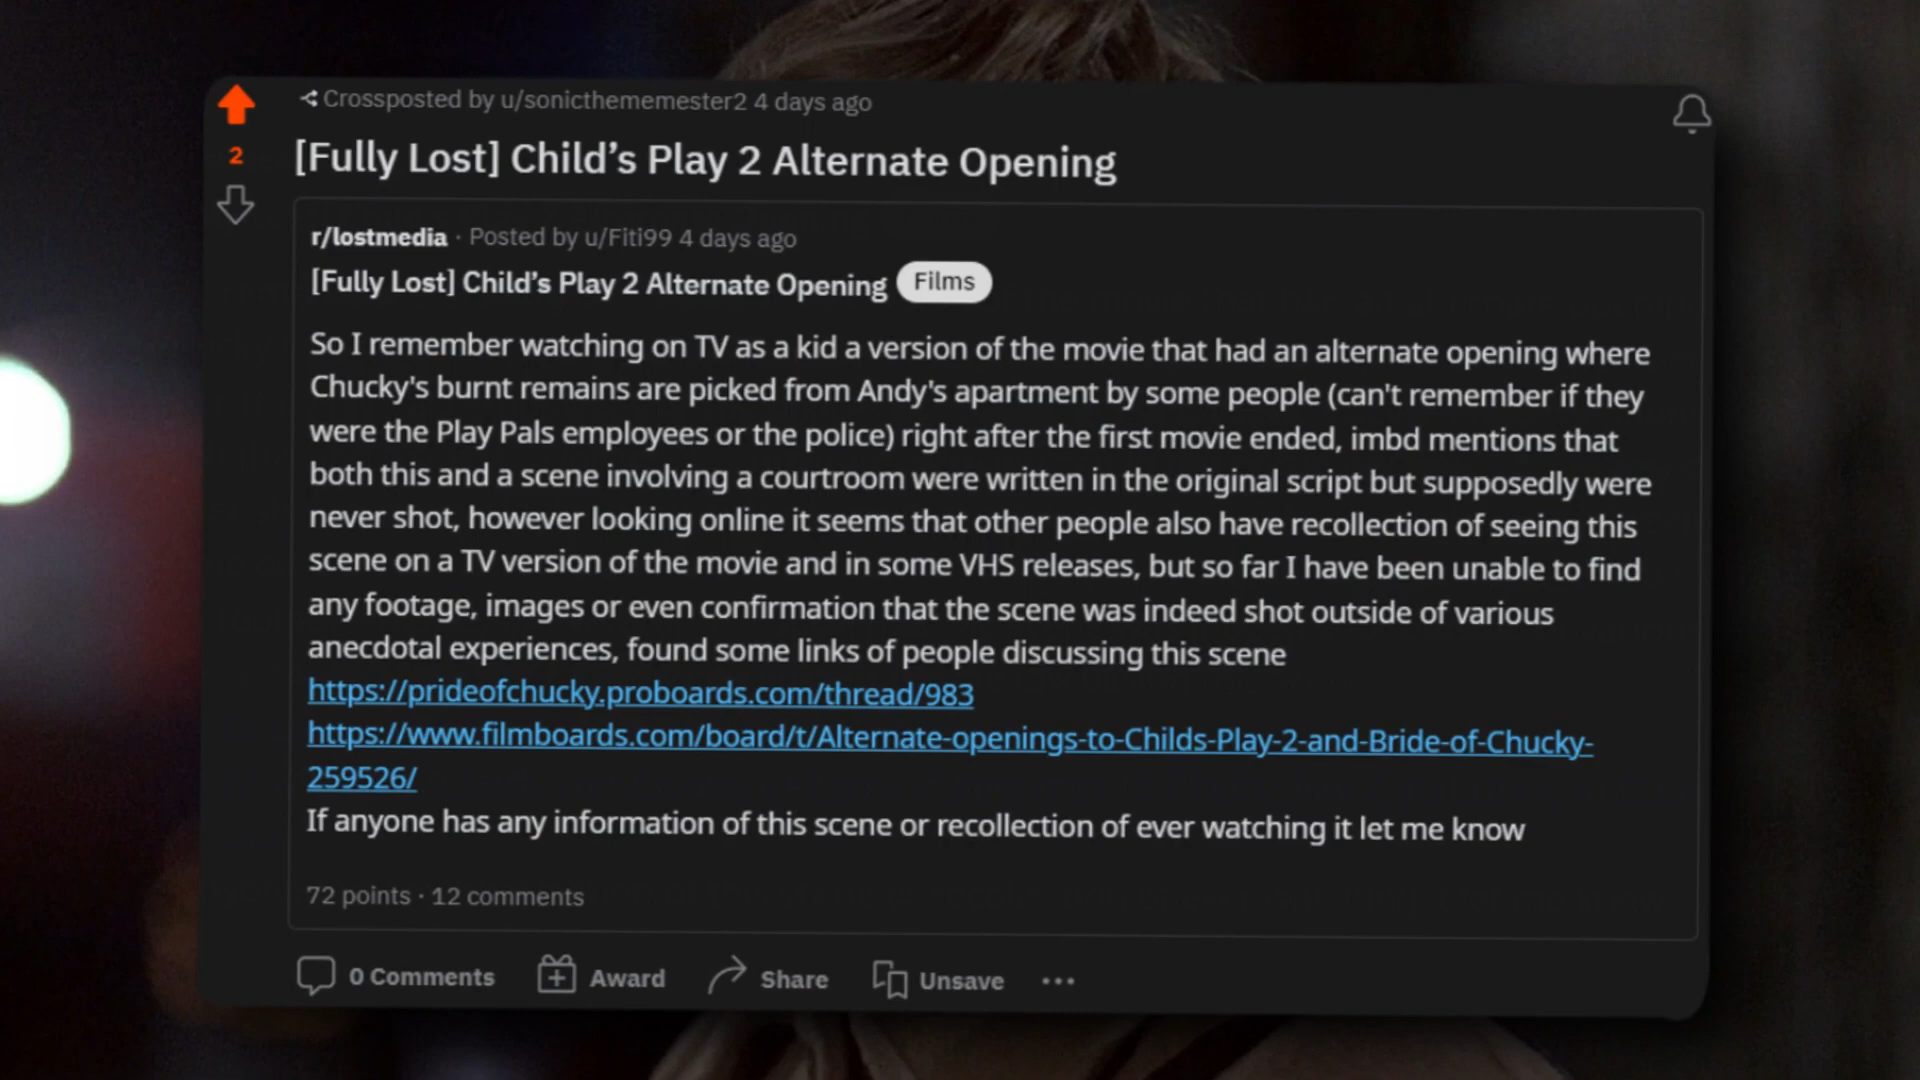 Crossposted by u/sonicthememester2 4 days ago
2
[Fully Lost] Child’s Play 2 Alternate Opening
r/lostmedia · Posted by u/Fiti99 4 days ago
[Fully Lost] Child’s Play 2 Alternate Opening Films
So I remember watching on TV as a kid a version of the movie that had an alternate opening where
Chucky's burnt remains are picked from Andy's apartment by some people (can't remember if they
were the Play Pals employees or the police) right after the first movie ended, imbd mentions that
both this and a scene involving a courtroom were written in the original script but supposedly were
never shot, however looking online it seems that other people also have recollection of seeing this
scene on a TV version of the movie and in some VHS releases, but so far I have been unable to find
any footage, images or even confirmation that the scene was indeed shot outside of various
anecdotal experiences, found some links of people discussing this scene
https://prideofchucky.proboards.com/thread/983
https://www.filmboards.com/board/t/Alternate-openings-to-Childs-Play-2-and-Bride-of-Chucky-
259526/
If anyone has any information of this scene or recollection of ever watching it let me know
72 points · 12 comments
0 Comments Award Share Unsave